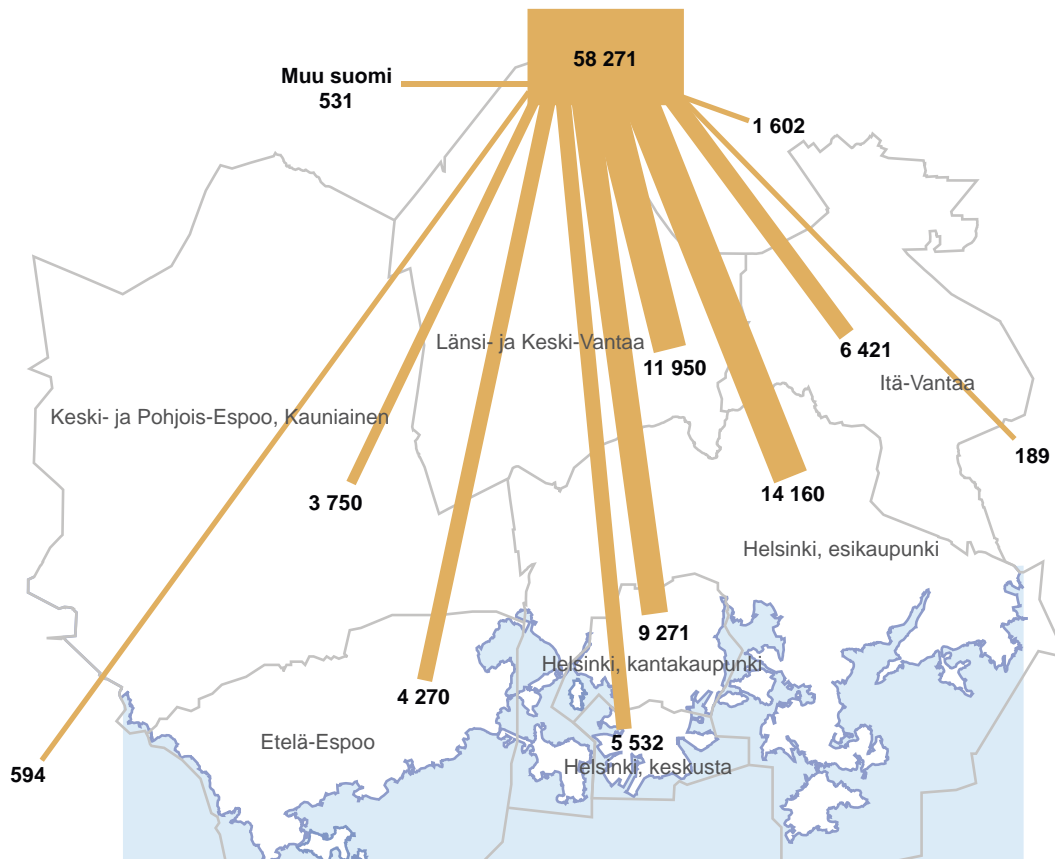 58 271
Muu suomi
531
1 602
Länsi- ja Keski-Vantaa
6 421
11 950
Itä-Vantaa
Keski- ja Pohjois-Espoo, Kauniainen
189
3 750
14 160
Helsinki, esikaupunki
9 271
Helsinki, kantakaupunki
4 270
Etelä-Espoo
5 532
Helsinki, keskusta
594